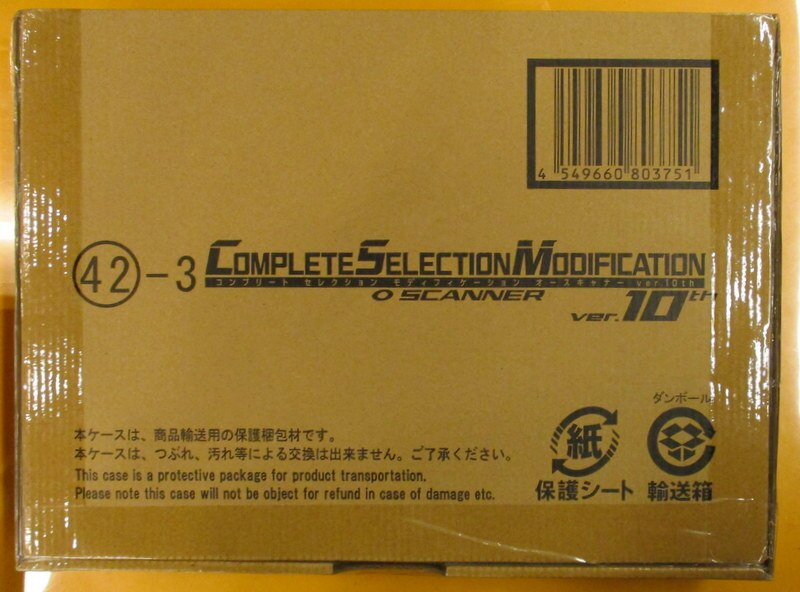 4 549660 803751
㊷-3 COMPLETE SELECTION MODIFICATION
コンプリート セレクション モディフィケーション オースキャナー ver.10th
O SCANNER
ver.10th
本ケースは、商品輸送用の保護梱包材です。
本ケースは、つぶれ、汚れ等による交換は出来ません。ご了承ください。
This case is a protective package for product transportation.
Please note this case will not be object for refund in case of damage etc.
紙
保護シート
ダンボール
輸送箱